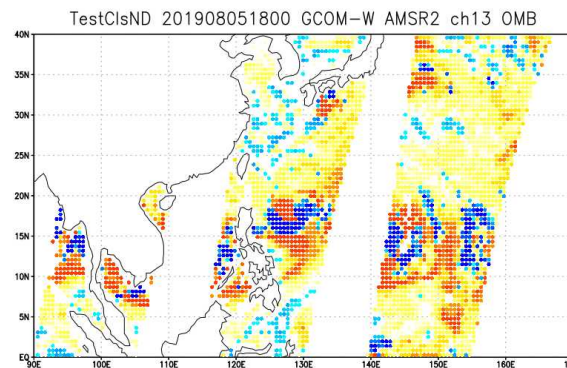 TestClsND 201908051800 GCOM-W AMSR2 ch13 OMB
40N
35N
30N
25N
20N
15N
10N
5N
EQ
90E 100E 110E 120E 130E 140E 150E 160E